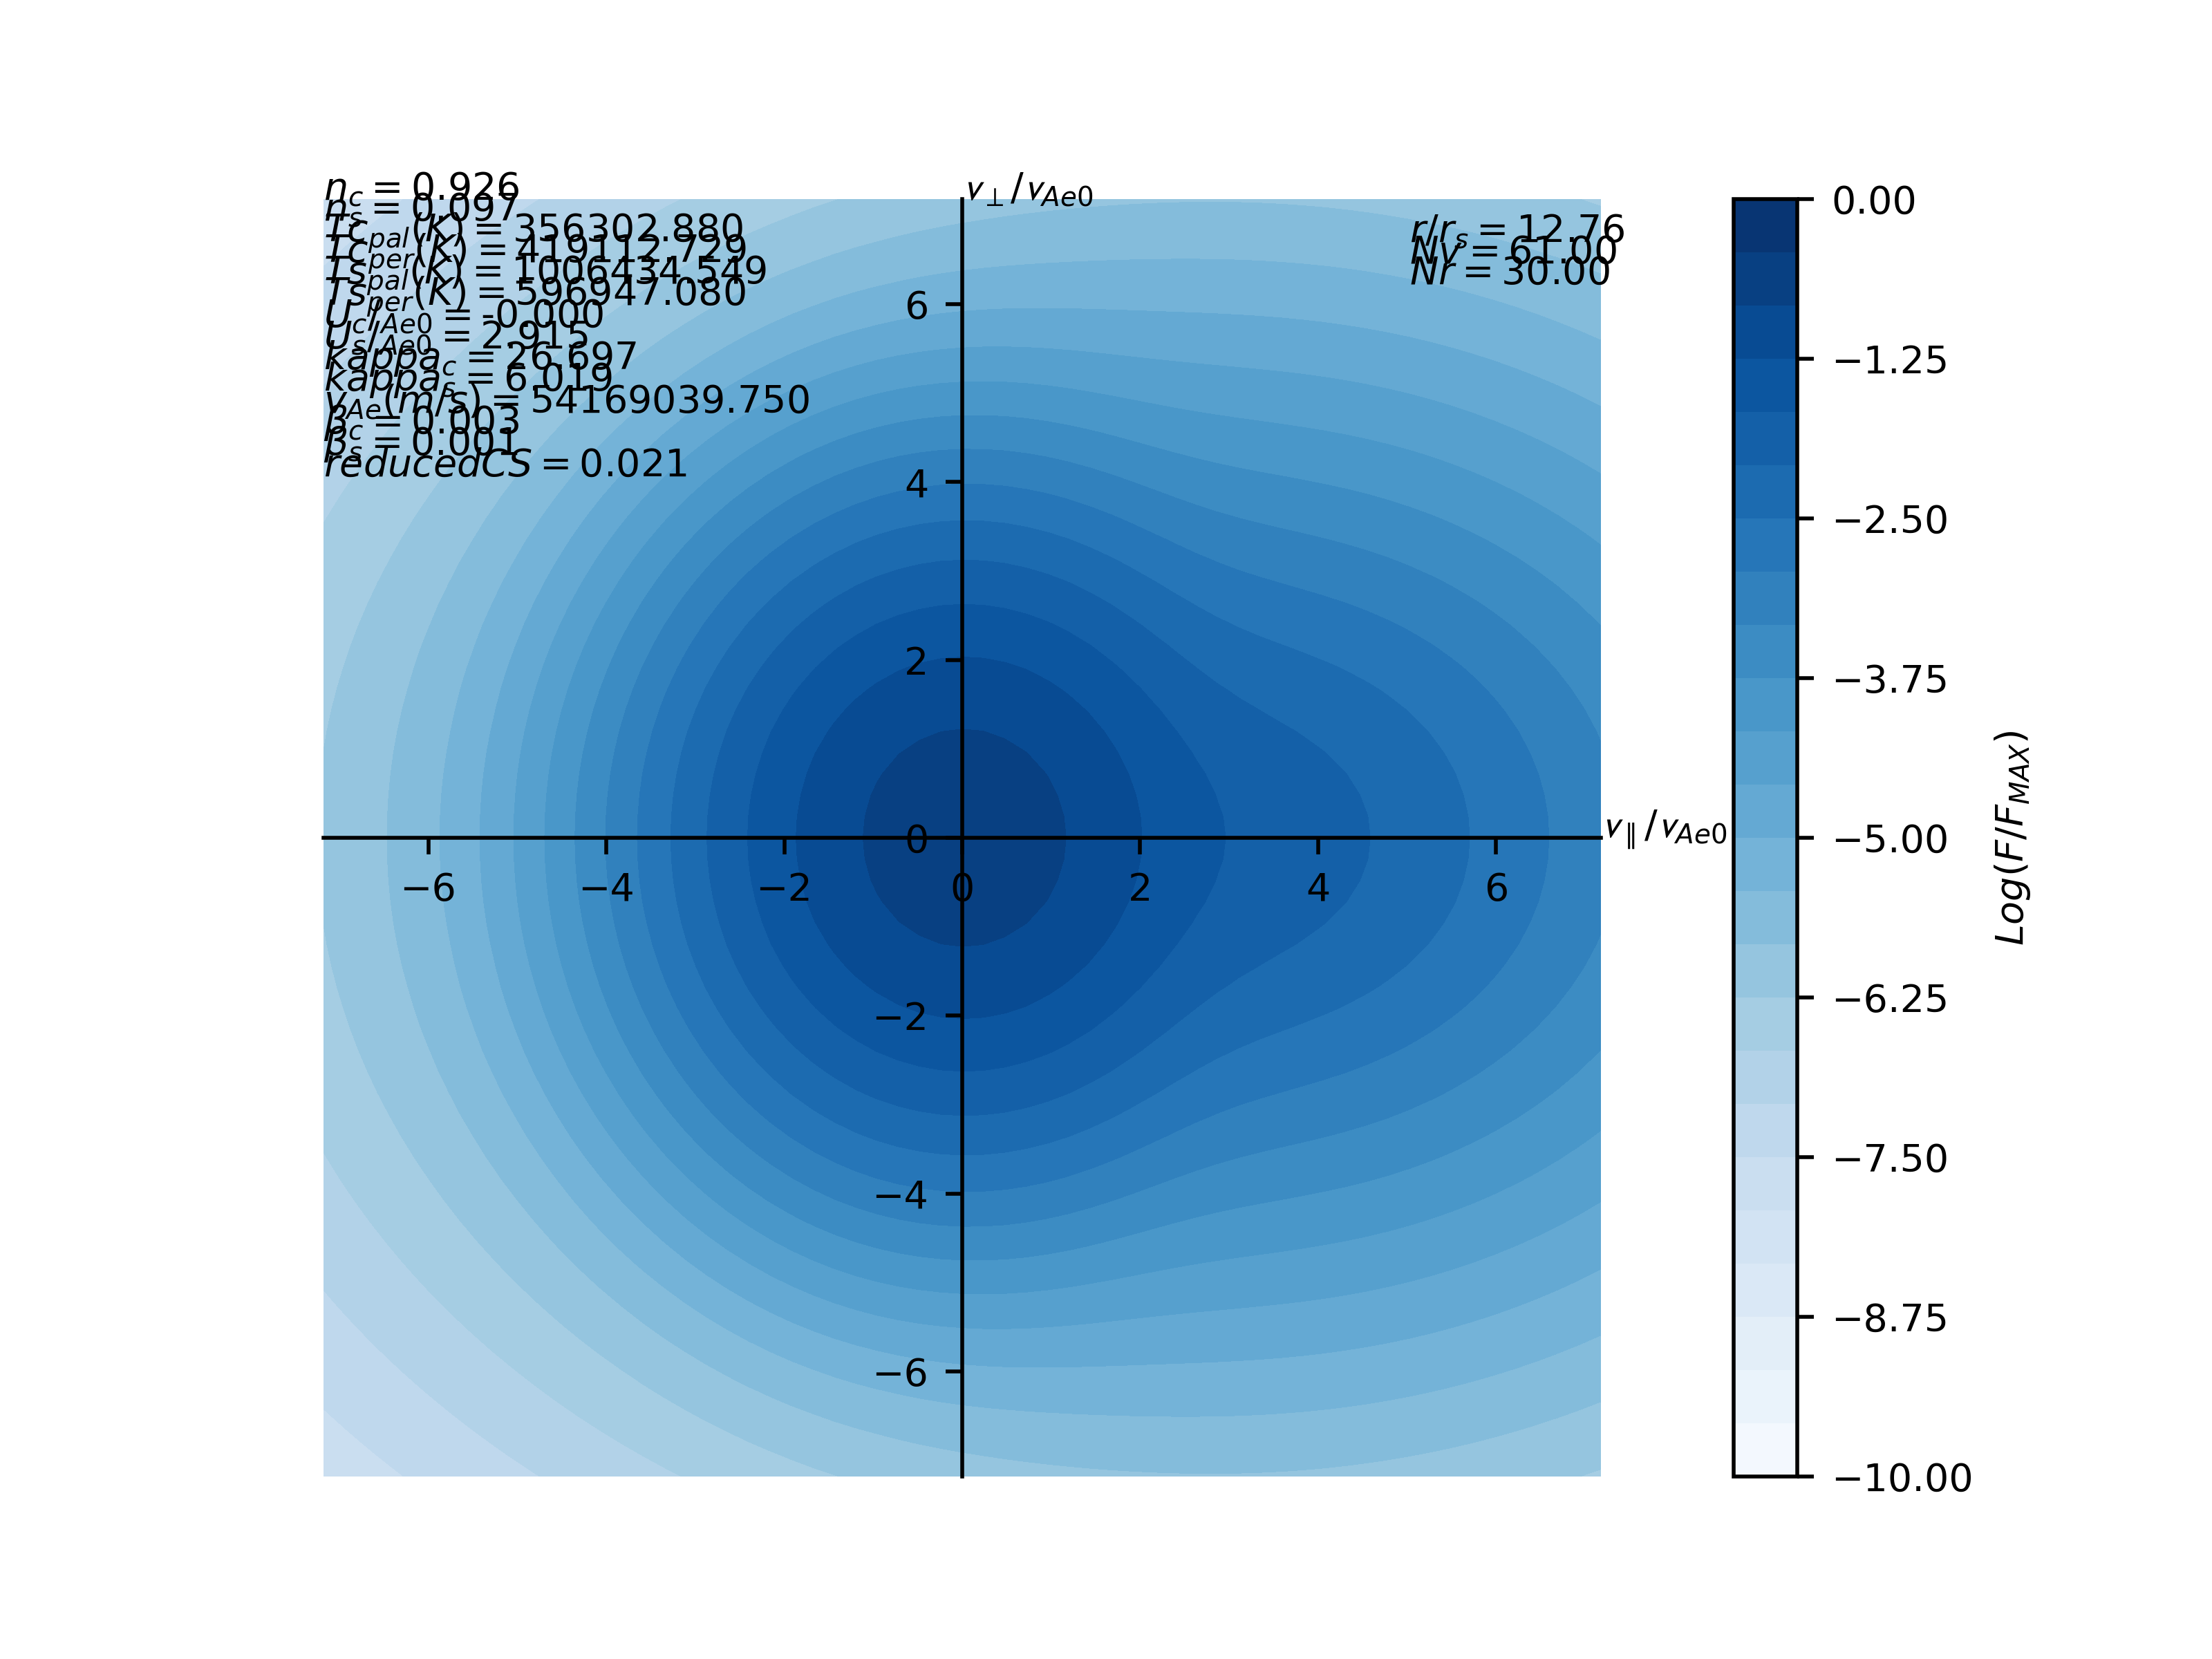 n_c = 0.926
n_s = 0.097
Tc_pal(K) = 356302.880
Tc_per(K) = 419112.729
Ts_pal(K) = 1006434.549
Ts_per(K) = 596947.080
U_c/Ae0 = -0.000
U_s/Ae0 = 2.915
kappa_c = 26.697
kappa_s = 6.019
v_Ae(m/s) = 54169039.750
β_c = 0.003
β_s = 0.001
reducedCS = 0.021
v_⊥/v_Ae0
r/r_s = 12.76
Nv = 61.00
Nr = 30.00
6
4
2
0
−2
−4
−6
−6 −4 −2 0 2 4 6
v_∥/v_Ae0
0.00
−1.25
−2.50
−3.75
−5.00
−6.25
−7.50
−8.75
−10.00
Log(F/F_MAX)